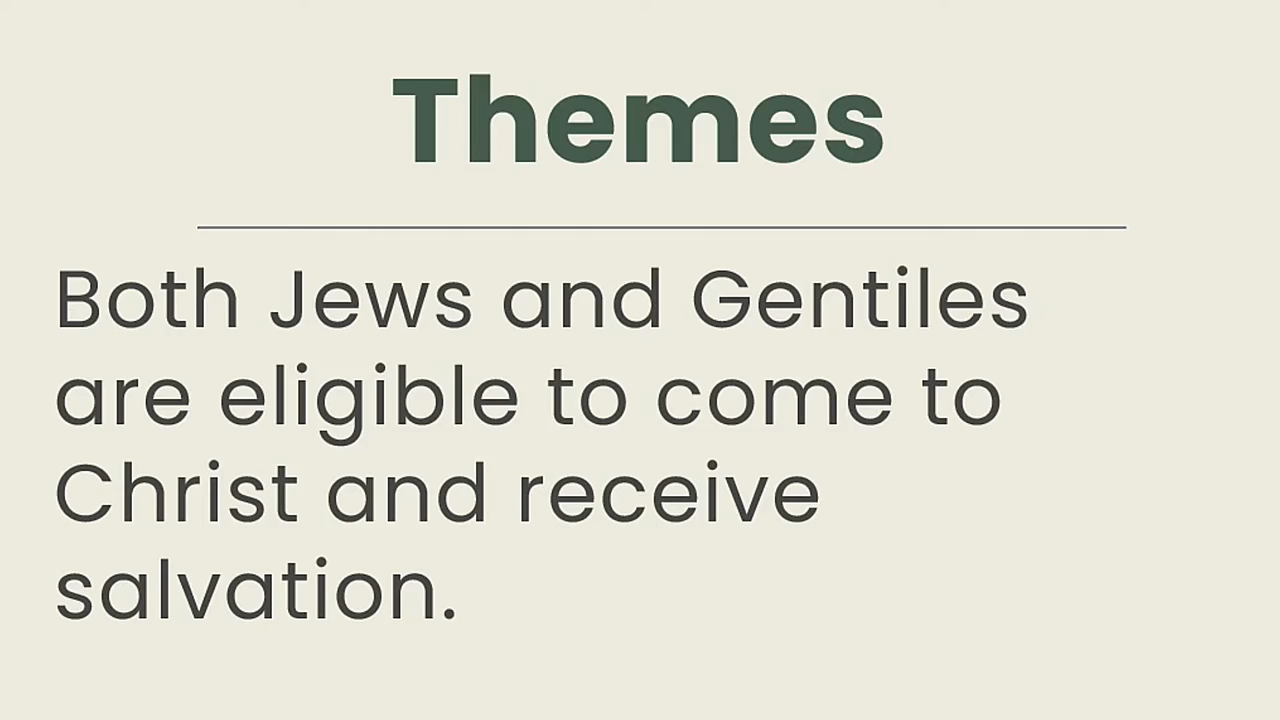 Themes
Both Jews and Gentiles
are eligible to come to
Christ and receive
salvation.